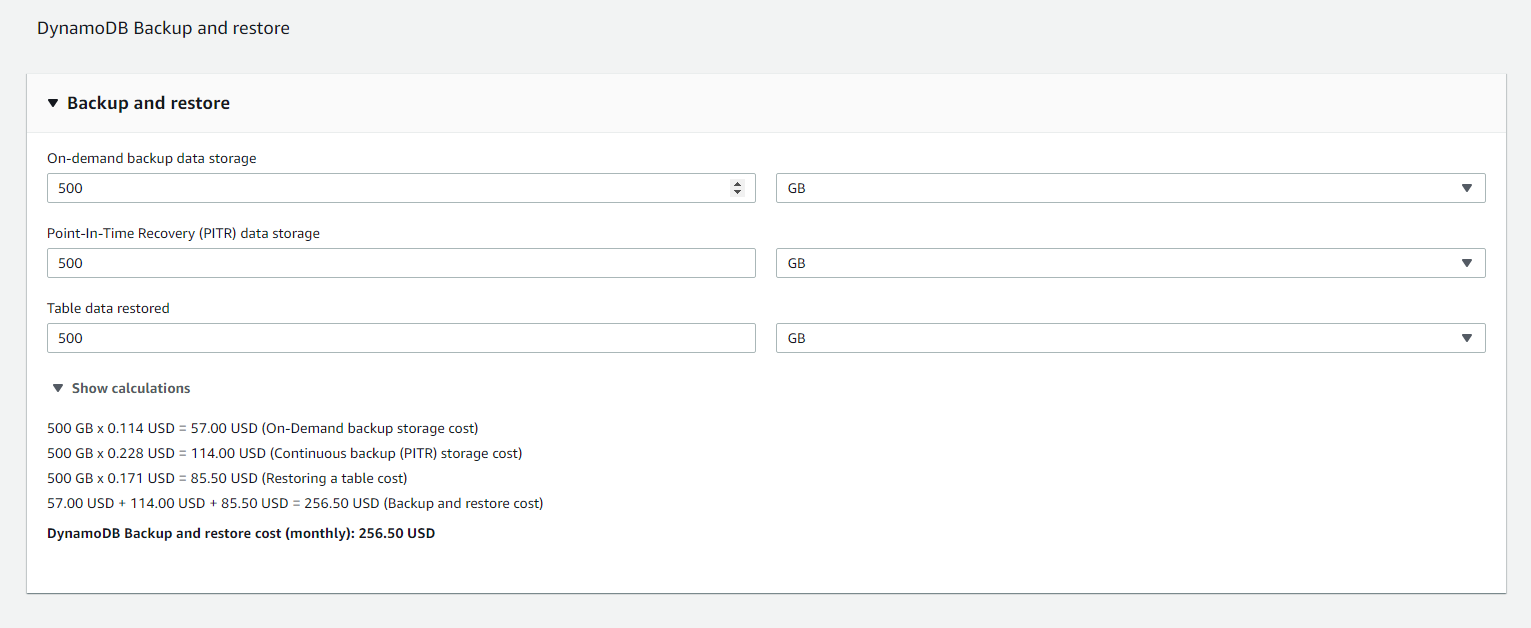 DynamoDB Backup and restore
Backup and restore
On-demand backup data storage
500 GB
Point-In-Time Recovery (PITR) data storage
500 GB
Table data restored
500 GB
Show calculations
500 GB x 0.114 USD = 57.00 USD (On-Demand backup storage cost)
500 GB x 0.228 USD = 114.00 USD (Continuous backup (PITR) storage cost)
500 GB x 0.171 USD = 85.50 USD (Restoring a table cost)
57.00 USD + 114.00 USD + 85.50 USD = 256.50 USD (Backup and restore cost)
DynamoDB Backup and restore cost (monthly): 256.50 USD